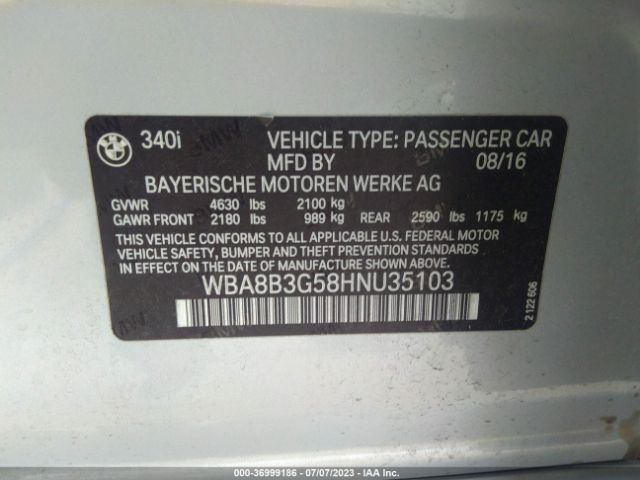 340i VEHICLE TYPE: PASSENGER CAR
MFD BY 08/16
BAYERISCHE MOTOREN WERKE AG
GVWR 4630 lbs 2100 kg
GAWR FRONT 2180 lbs 989 kg REAR 2590 lbs 1175 kg
THIS VEHICLE CONFORMS TO ALL APPLICABLE U.S. FEDERAL MOTOR
VEHICLE SAFETY, BUMPER AND THEFT PREVENTION STANDARDS
IN EFFECT ON THE DATE OF MANUFACTURE SHOWN ABOVE.
WBA8B3G58HNU35103
2 122 606
000-36999186 - 07/07/2023 - IAA Inc.